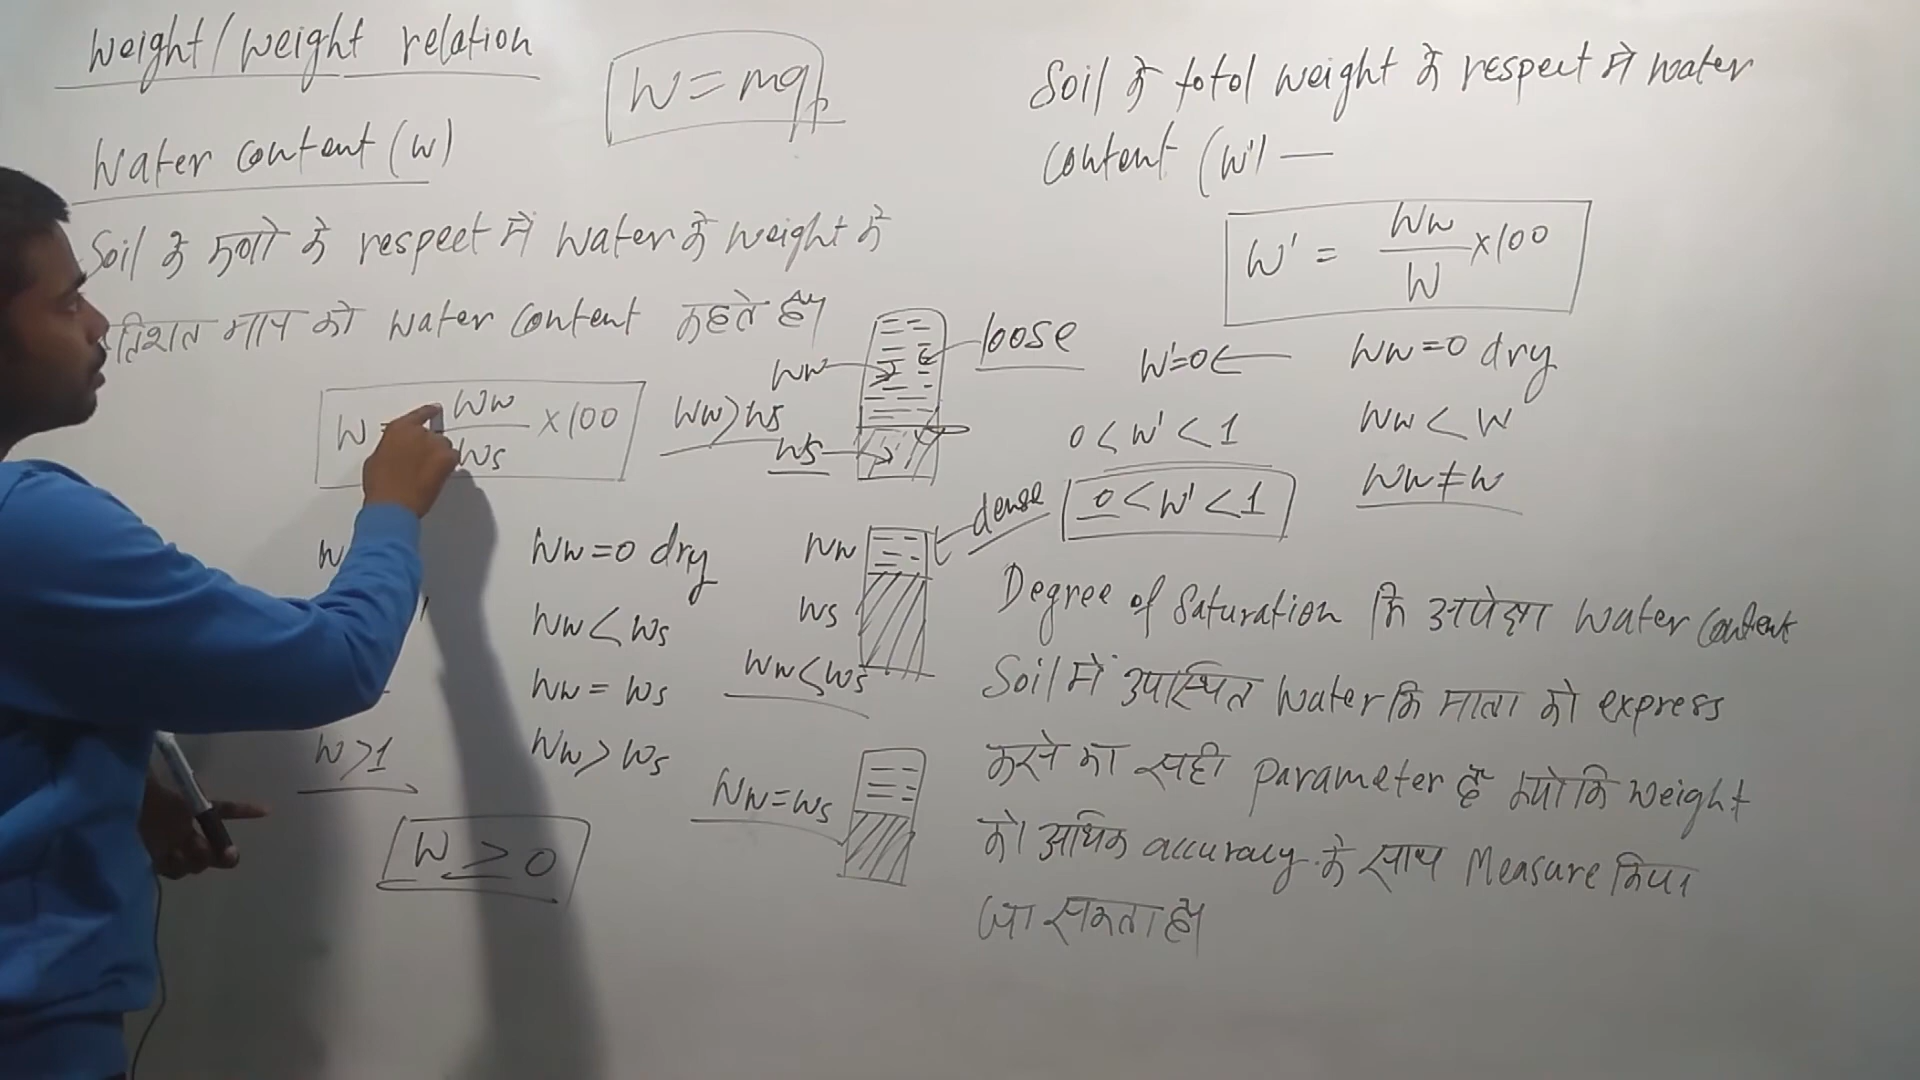 Weight/Weight relation
W = mg
Water content (w)
Soil के कणो के respect मे water के weight के
प्रतिशत माप को water content कहते है।
Ww
Ws
× 100
Ww > Ws
Ww
Ws
loose
Ww = 0 dry
Ww < Ws
Ww = Ws
Ww > Ws
w > 1
w ≥ 0
Ww
Ws
dense
Ww < Ws
Ww = Ws
Soil के total weight के respect मे water
content (w') —
w' = Ww/W × 100
w' = 0 ← Ww = 0 dry
0 < w' < 1 Ww < W
0 < w' < 1 Ww ≠ W
Degree of Saturation कि अपेक्षा water content
Soil मे उपस्थित water कि मात्रा को express
करने का सही parameter है क्योकि weight
को अधिक accuracy के साथ measure किया
जा सकता है।